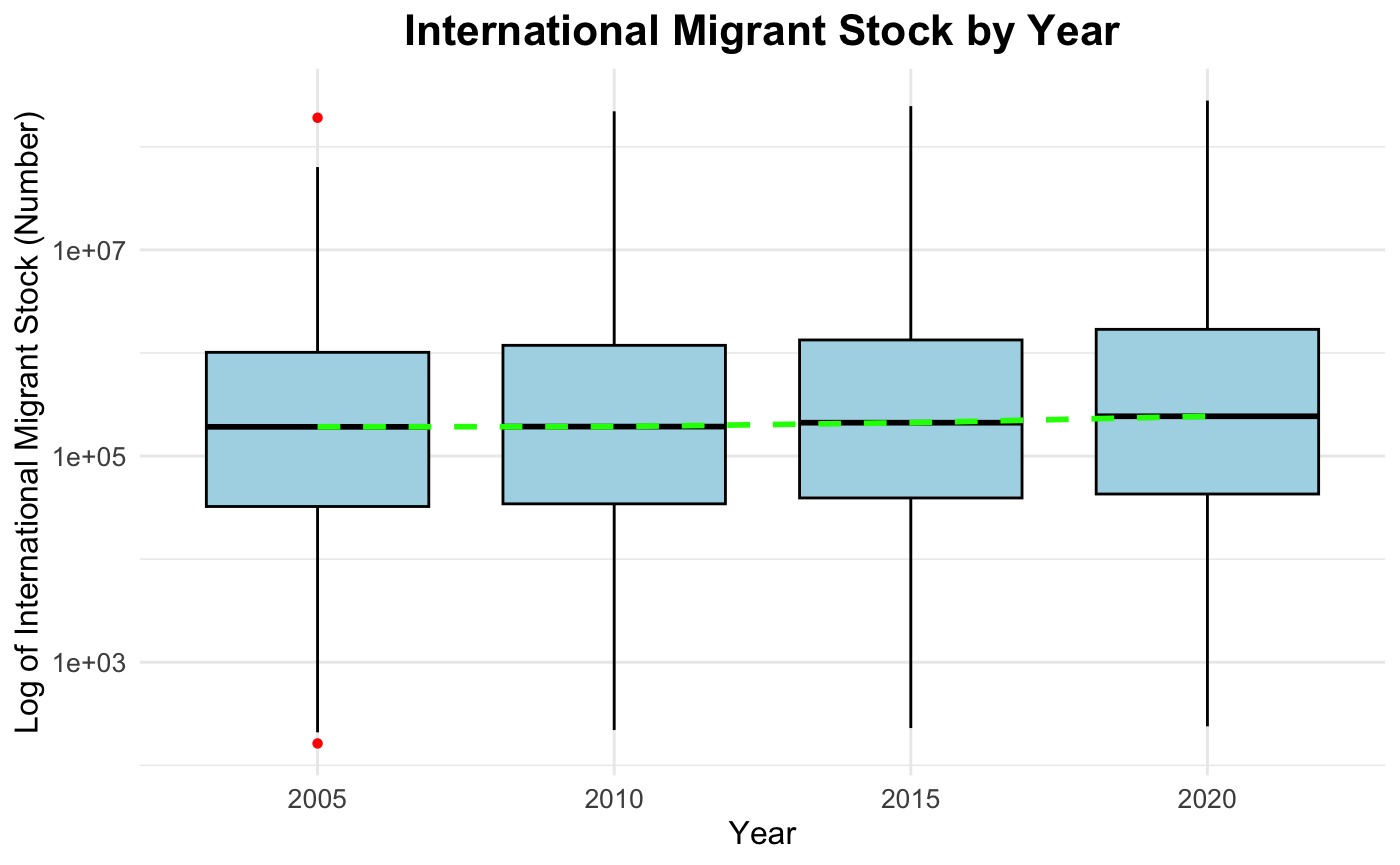 International Migrant Stock by Year
Log of International Migrant Stock (Number)
1e+07
1e+05
1e+03
2005 2010 2015 2020
Year